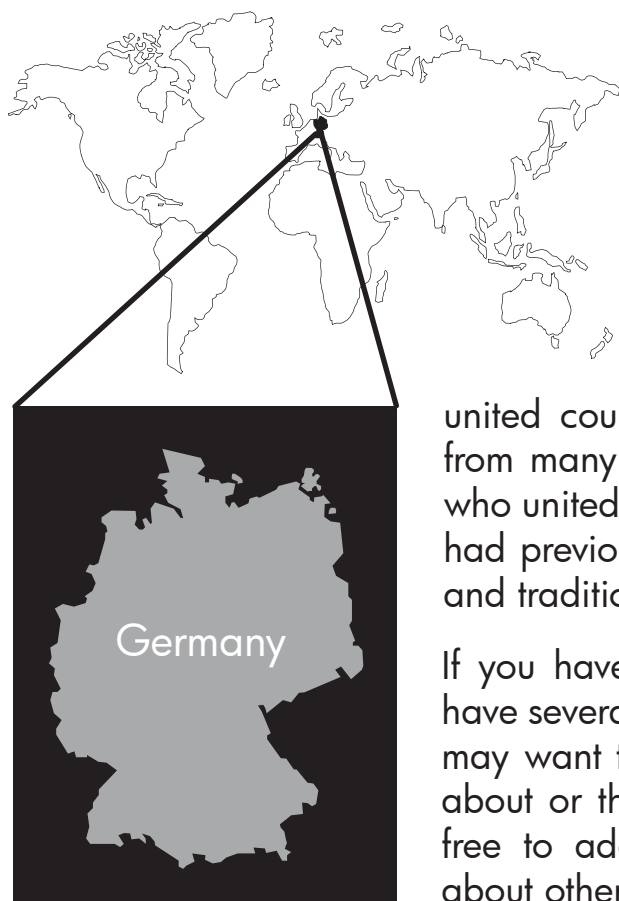 Germany
united cou
from many
who united
had previo
and traditio
If you have
have severa
may want t
about or th
free to ad
about other